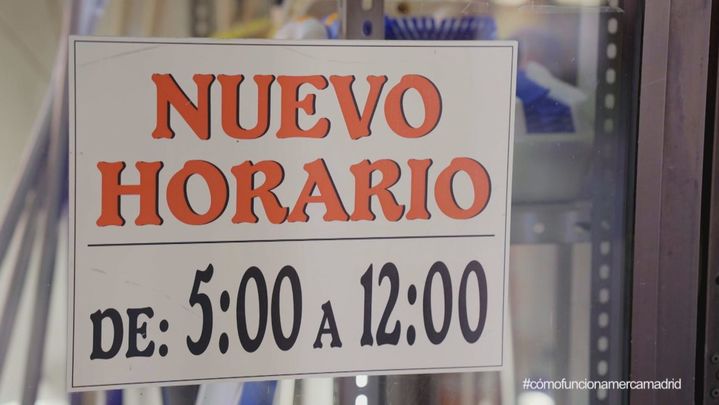 NUEVO
HORARIO
DE: 5:00 A 12:00
#cómofuncionamercamadrid